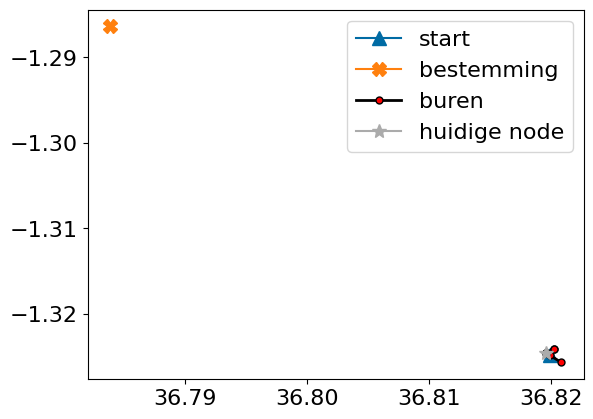 −1.29
−1.30
−1.31
−1.32
start
bestemming
buren
huidige node
36.79 36.80 36.81 36.82